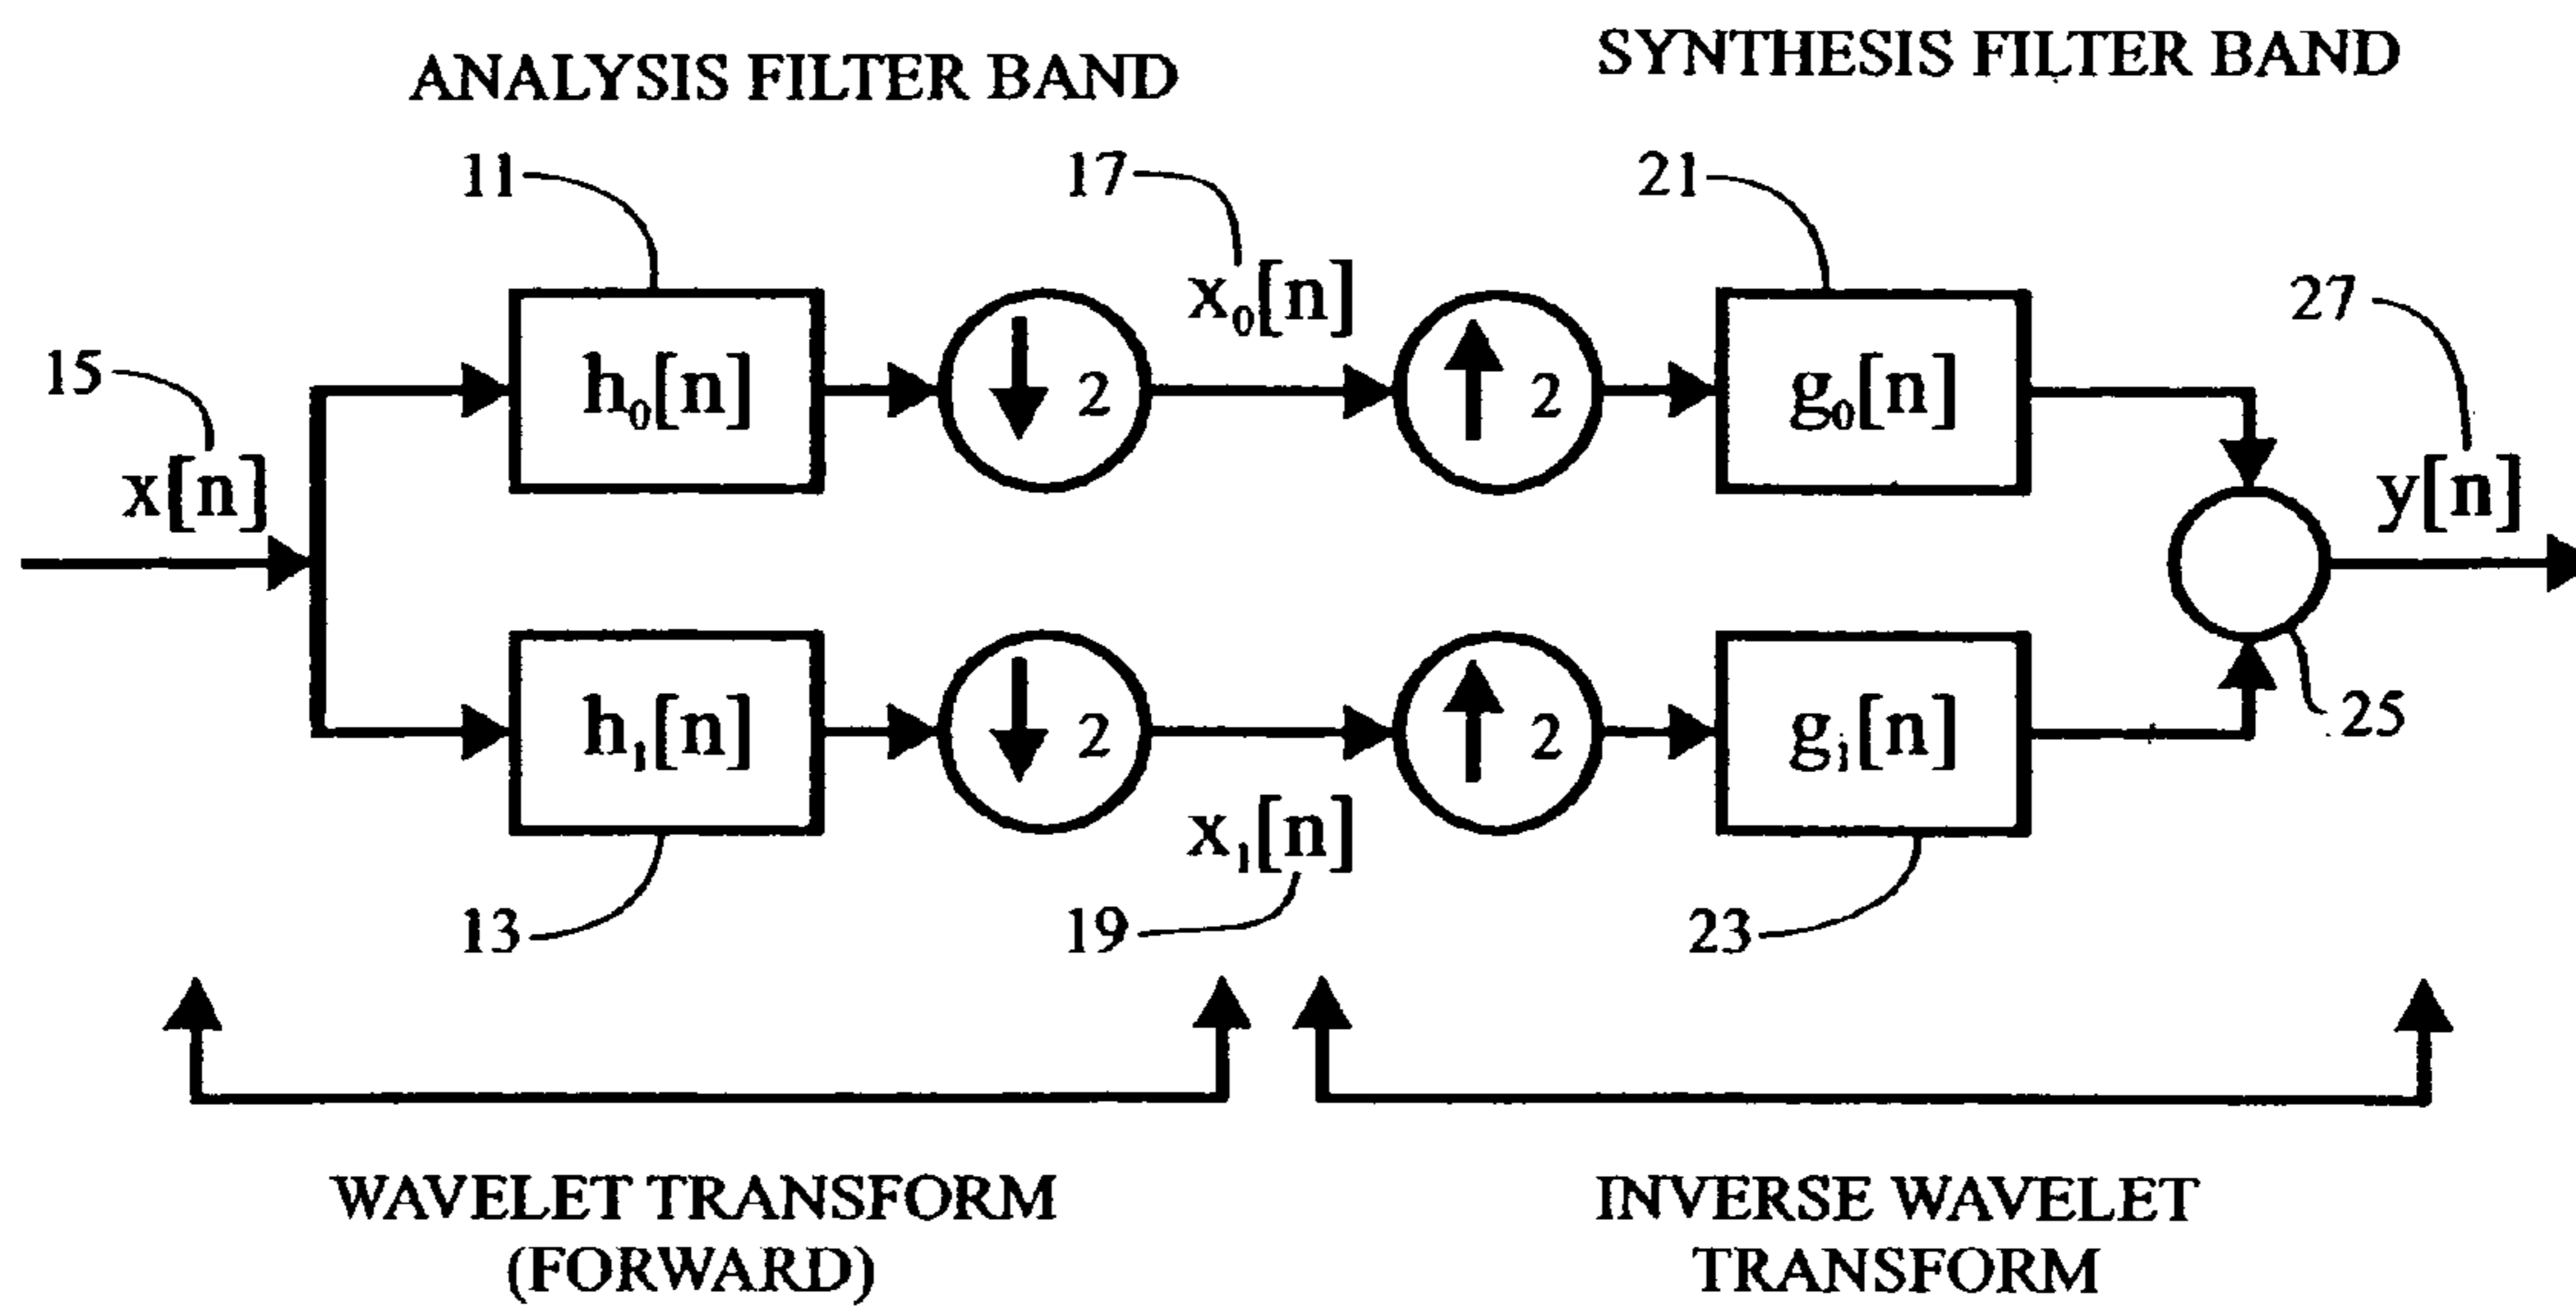 ANALYSIS FILTER BAND
SYNTHESIS FILTER BAND
11
17
21
27
15
x[n]
h₀[n]
↓ 2
x₀[n]
↑ 2
g₀[n]
y[n]
h₁[n]
↓ 2
x₁[n]
↑ 2
g₁[n]
25
13
19
23
WAVELET TRANSFORM
(FORWARD)
INVERSE WAVELET
TRANSFORM